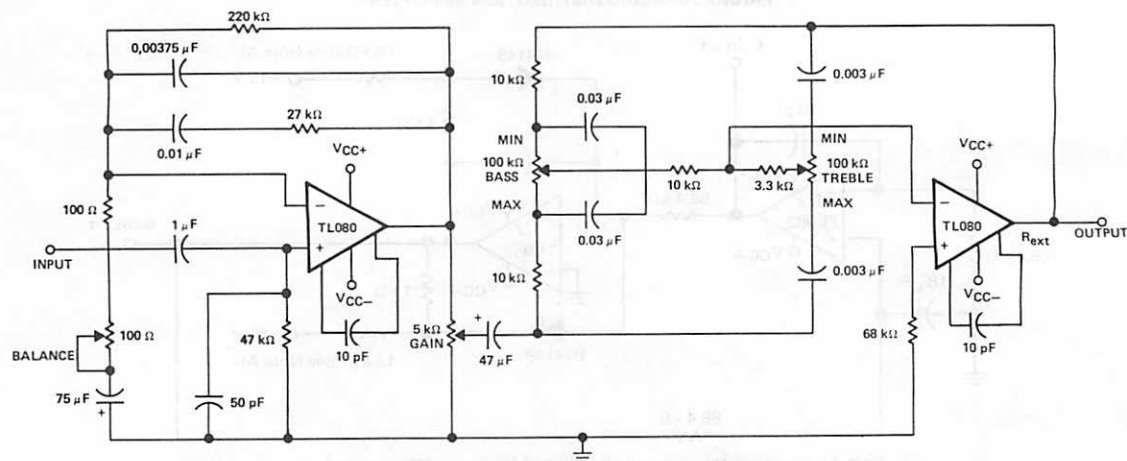 220 kΩ
0,00375 μF
27 kΩ
0.01 μF
VCC+
100 Ω
1 μF
TL080
INPUT
VCC−
100 Ω
BALANCE
47 kΩ
10 pF
75 μF
50 pF
5 kΩ
GAIN
47 μF
10 kΩ
0.03 μF
MIN
100 kΩ
BASS
MAX
0.03 μF
10 kΩ
10 kΩ
3.3 kΩ
0.003 μF
MIN
100 kΩ
TREBLE
MAX
0.003 μF
VCC+
TL080
Rext
OUTPUT
VCC−
68 kΩ
10 pF